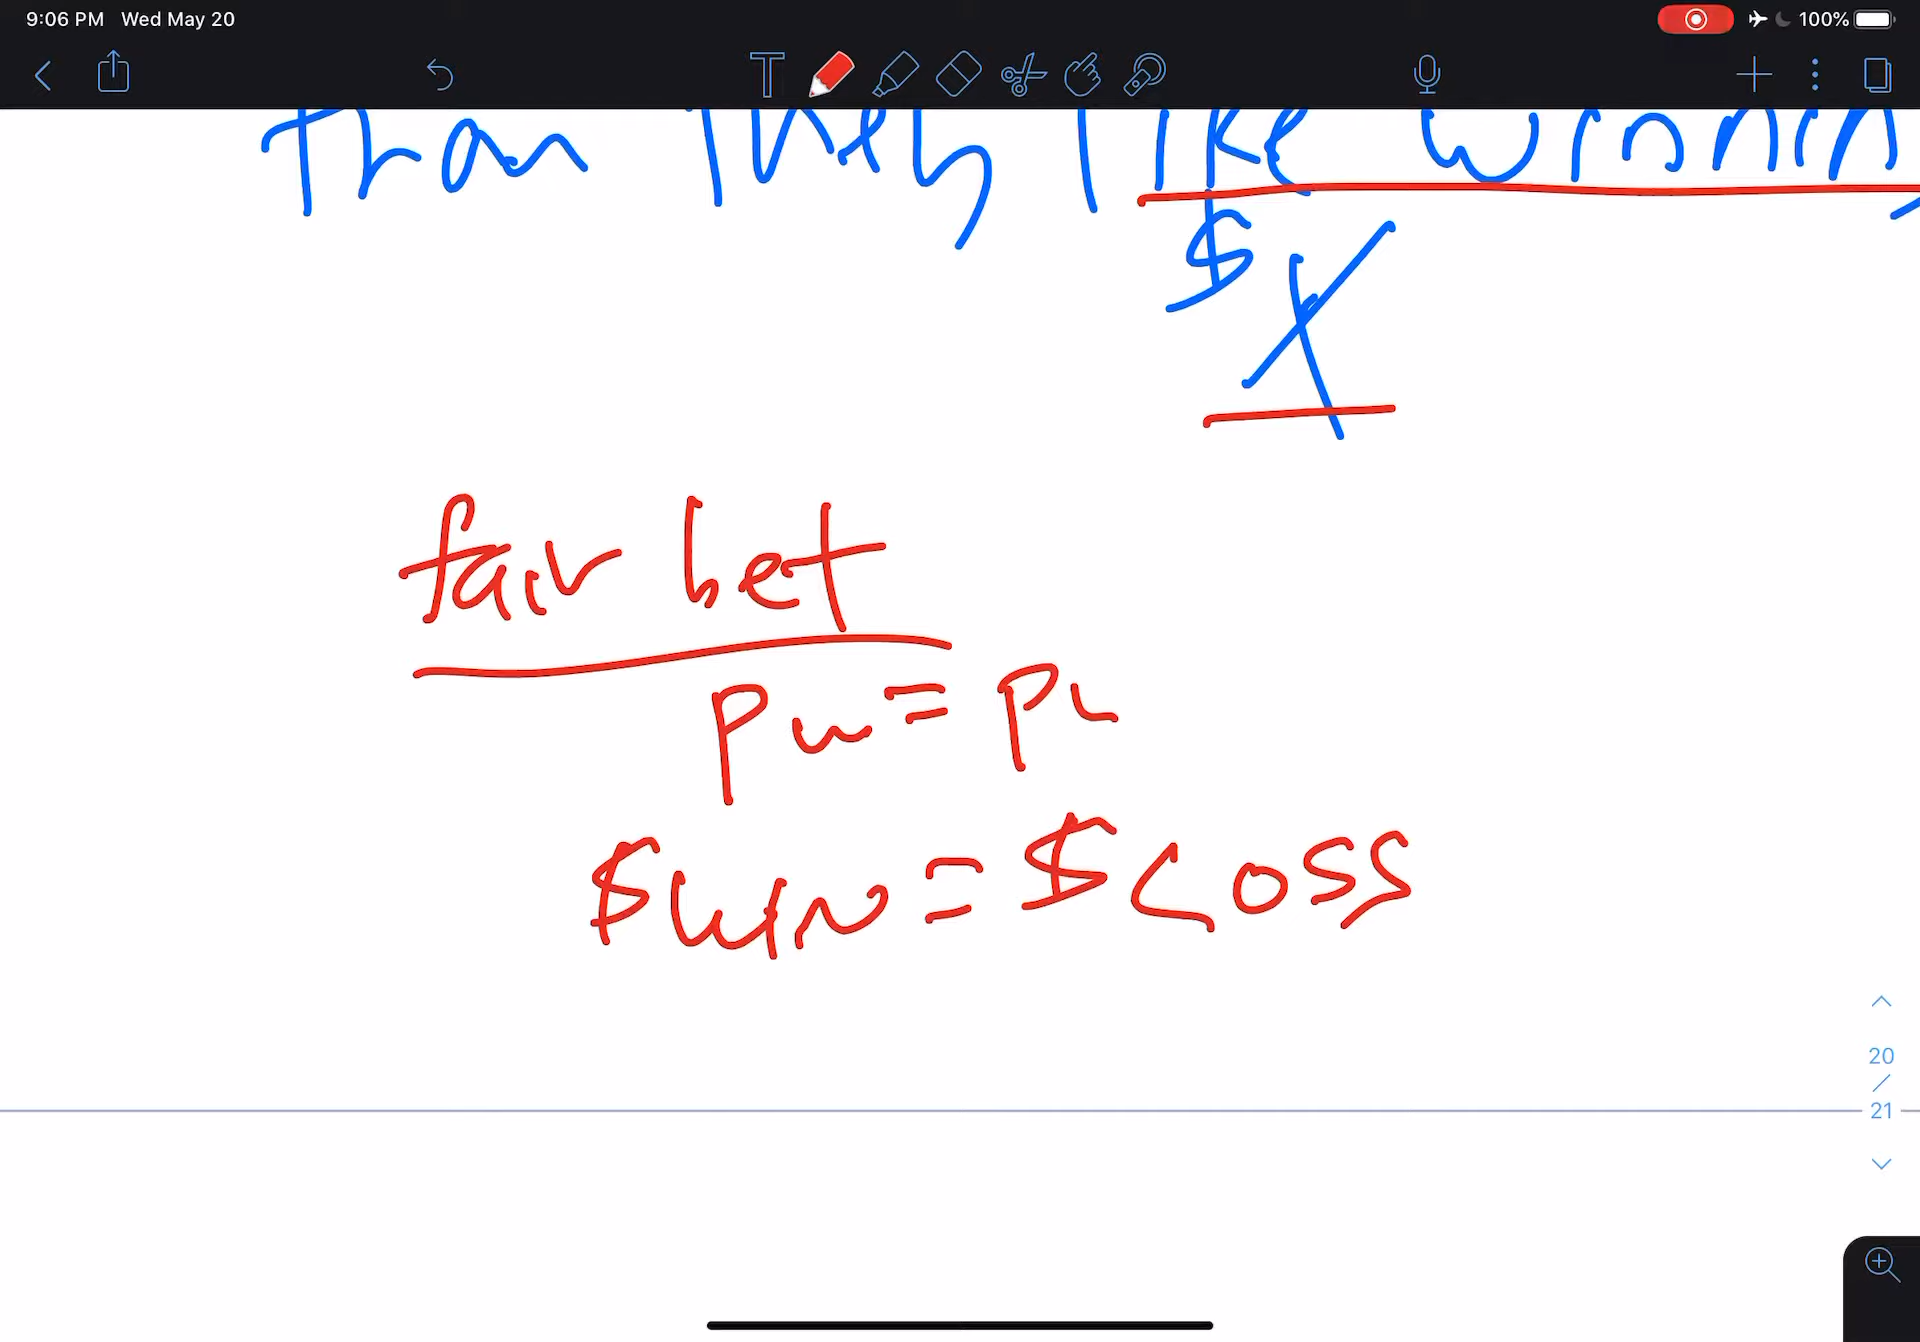 9:06 PM Wed May 20
100%
than they like winnin
$
X
fair bet
Pw = PL
$WIN = $LOSS
20
/
21